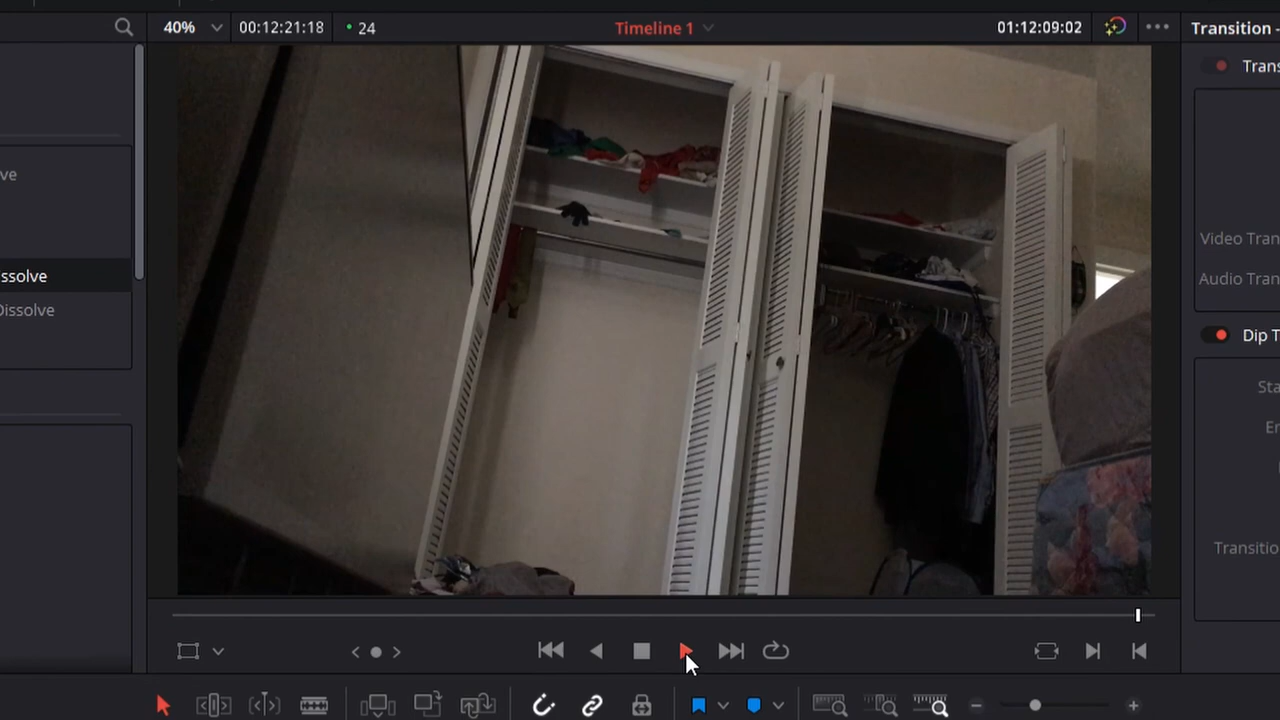 40%
00:12:21:18
24
Timeline 1
01:12:09:02
Transition -
Trans
ve
ssolve
Dissolve
Video Tran
Audio Tran
Dip T
Sta
Er
Transitio